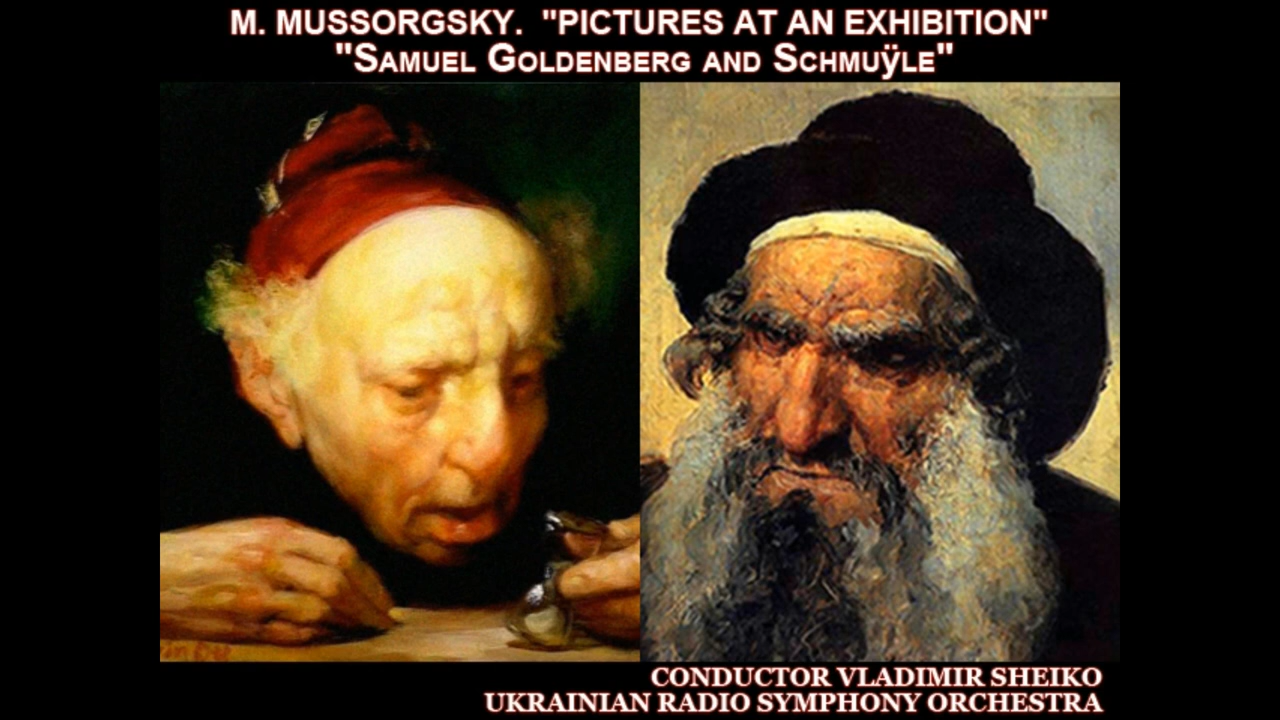 M. MUSSORGSKY. "PICTURES AT AN EXHIBITION"
"SAMUEL GOLDENBERG AND SCHMUŸLE"
CONDUCTOR VLADIMIR SHEIKO
UKRAINIAN RADIO SYMPHONY ORCHESTRA